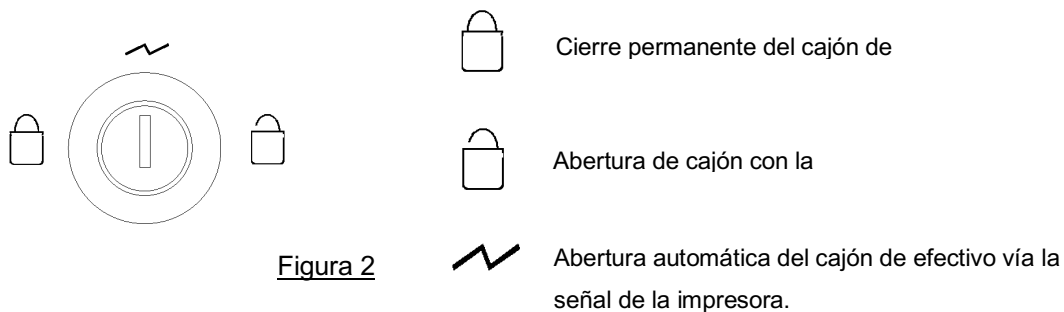 Cierre permanente del cajón de
Abertura de cajón con la
Figura 2
Abertura automática del cajón de efectivo vía la
señal de la impresora.